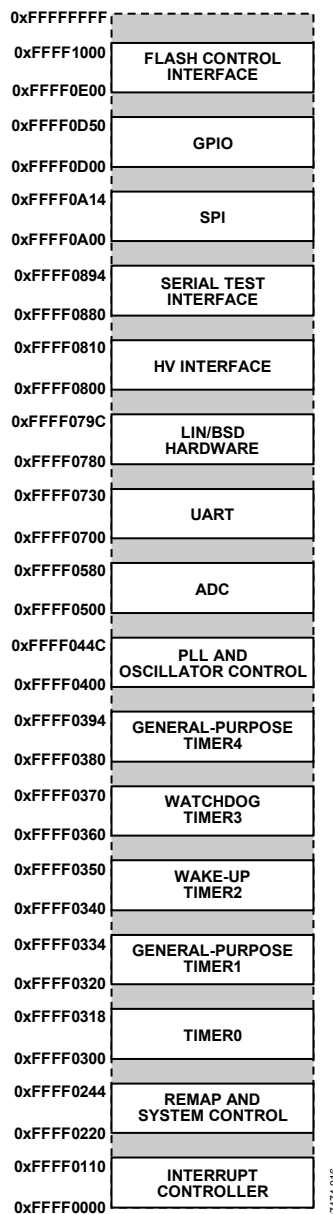 0xFFFFFFFF
0xFFFF1000
FLASH CONTROL
INTERFACE
0xFFFF0E00
0xFFFF0D50
GPIO
0xFFFF0D00
0xFFFF0A14
SPI
0xFFFF0A00
0xFFFF0894
SERIAL TEST
INTERFACE
0xFFFF0880
0xFFFF0810
HV INTERFACE
0xFFFF0800
0xFFFF079C
LIN/BSD
HARDWARE
0xFFFF0780
0xFFFF0730
UART
0xFFFF0700
0xFFFF0580
ADC
0xFFFF0500
0xFFFF044C
PLL AND
OSCILLATOR CONTROL
0xFFFF0400
0xFFFF0394
GENERAL-PURPOSE
TIMER4
0xFFFF0380
0xFFFF0370
WATCHDOG
TIMER3
0xFFFF0360
0xFFFF0350
WAKE-UP
TIMER2
0xFFFF0340
0xFFFF0334
GENERAL-PURPOSE
TIMER1
0xFFFF0320
0xFFFF0318
TIMER0
0xFFFF0300
0xFFFF0244
REMAP AND
SYSTEM CONTROL
0xFFFF0220
0xFFFF0110
INTERRUPT
CONTROLLER
0xFFFF0000